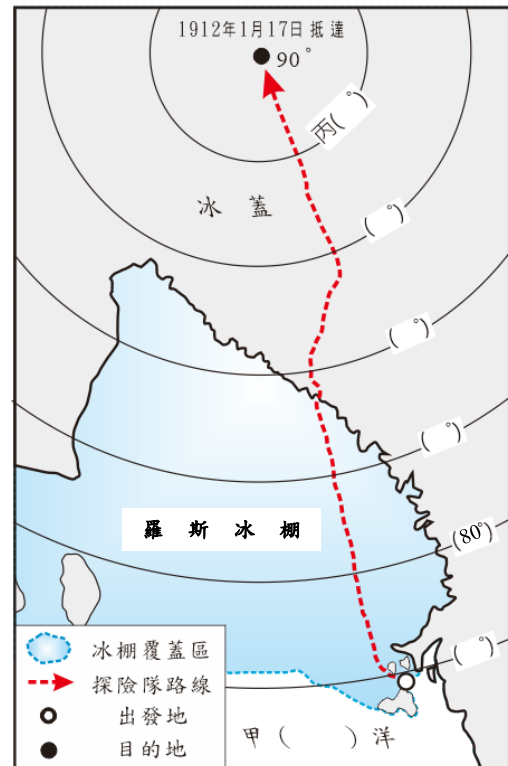 1912年1月17日抵達
90°
丙( °)
冰蓋
( °)
( °)
( °)
羅斯冰棚
(80°)
( °)
冰棚覆蓋區
探險隊路線
出發地
目的地
甲( )洋